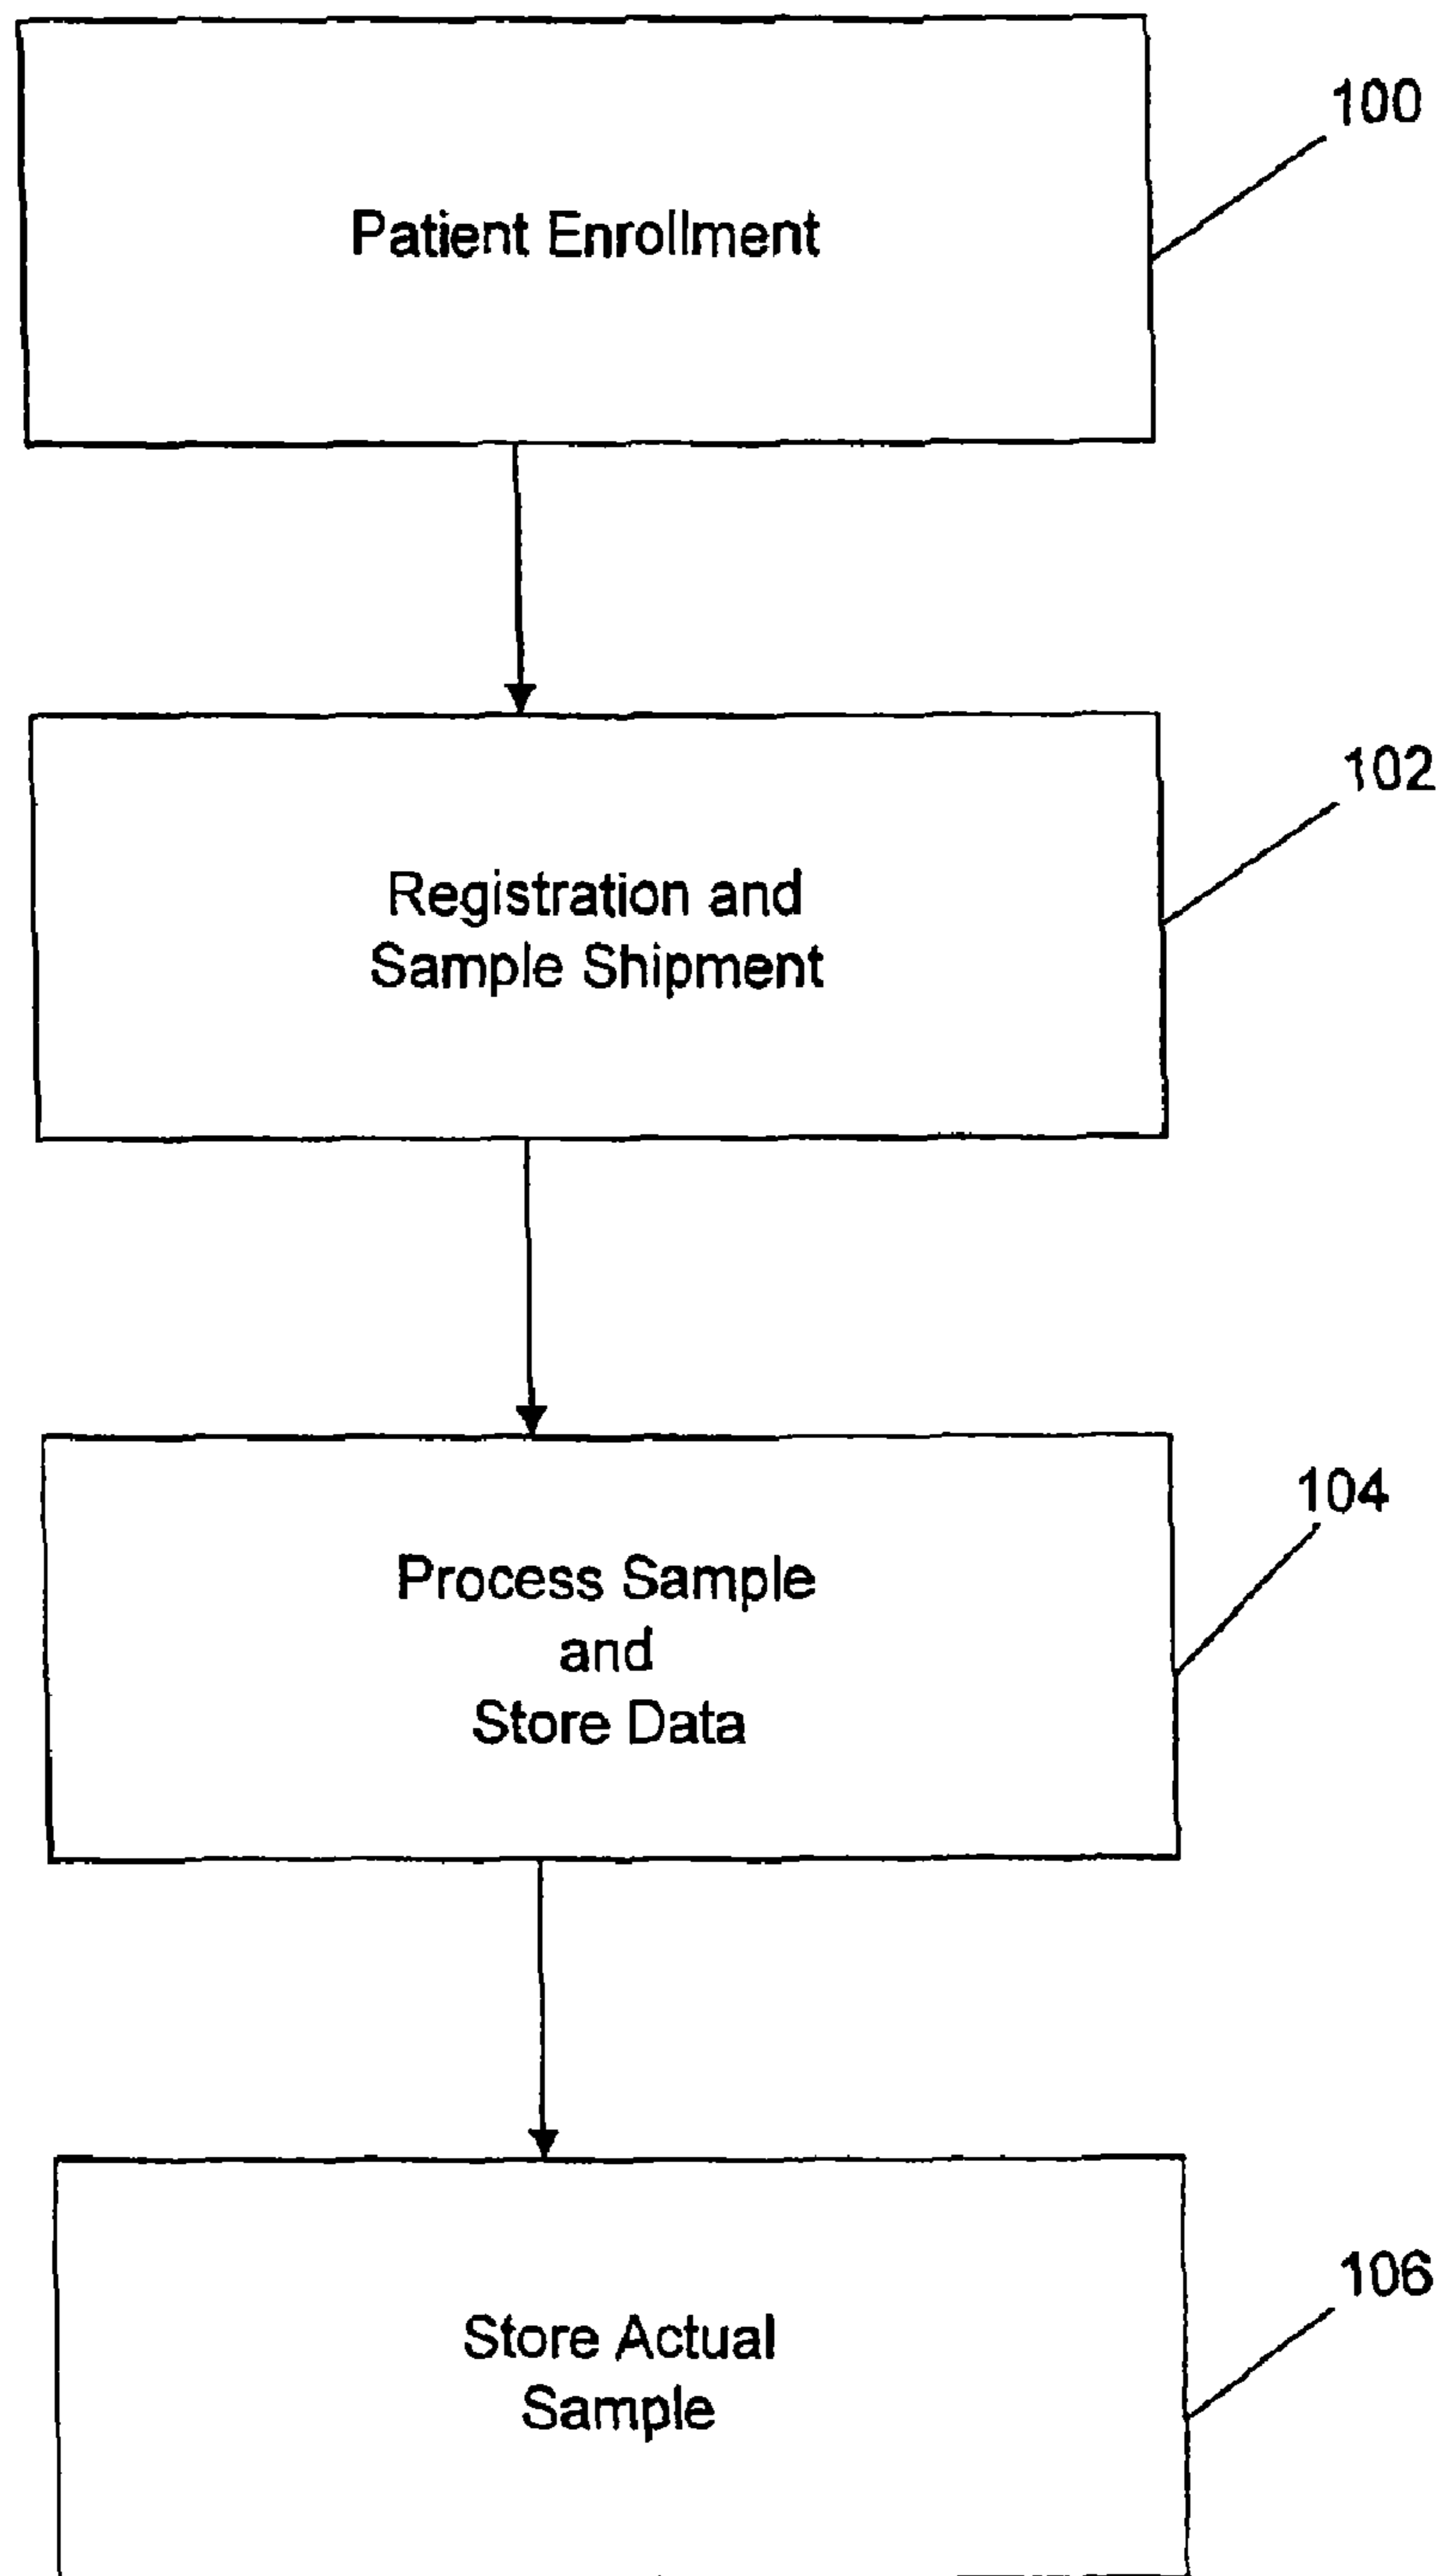 100
Patient Enrollment
102
Registration and
Sample Shipment
104
Process Sample
and
Store Data
106
Store Actual
Sample